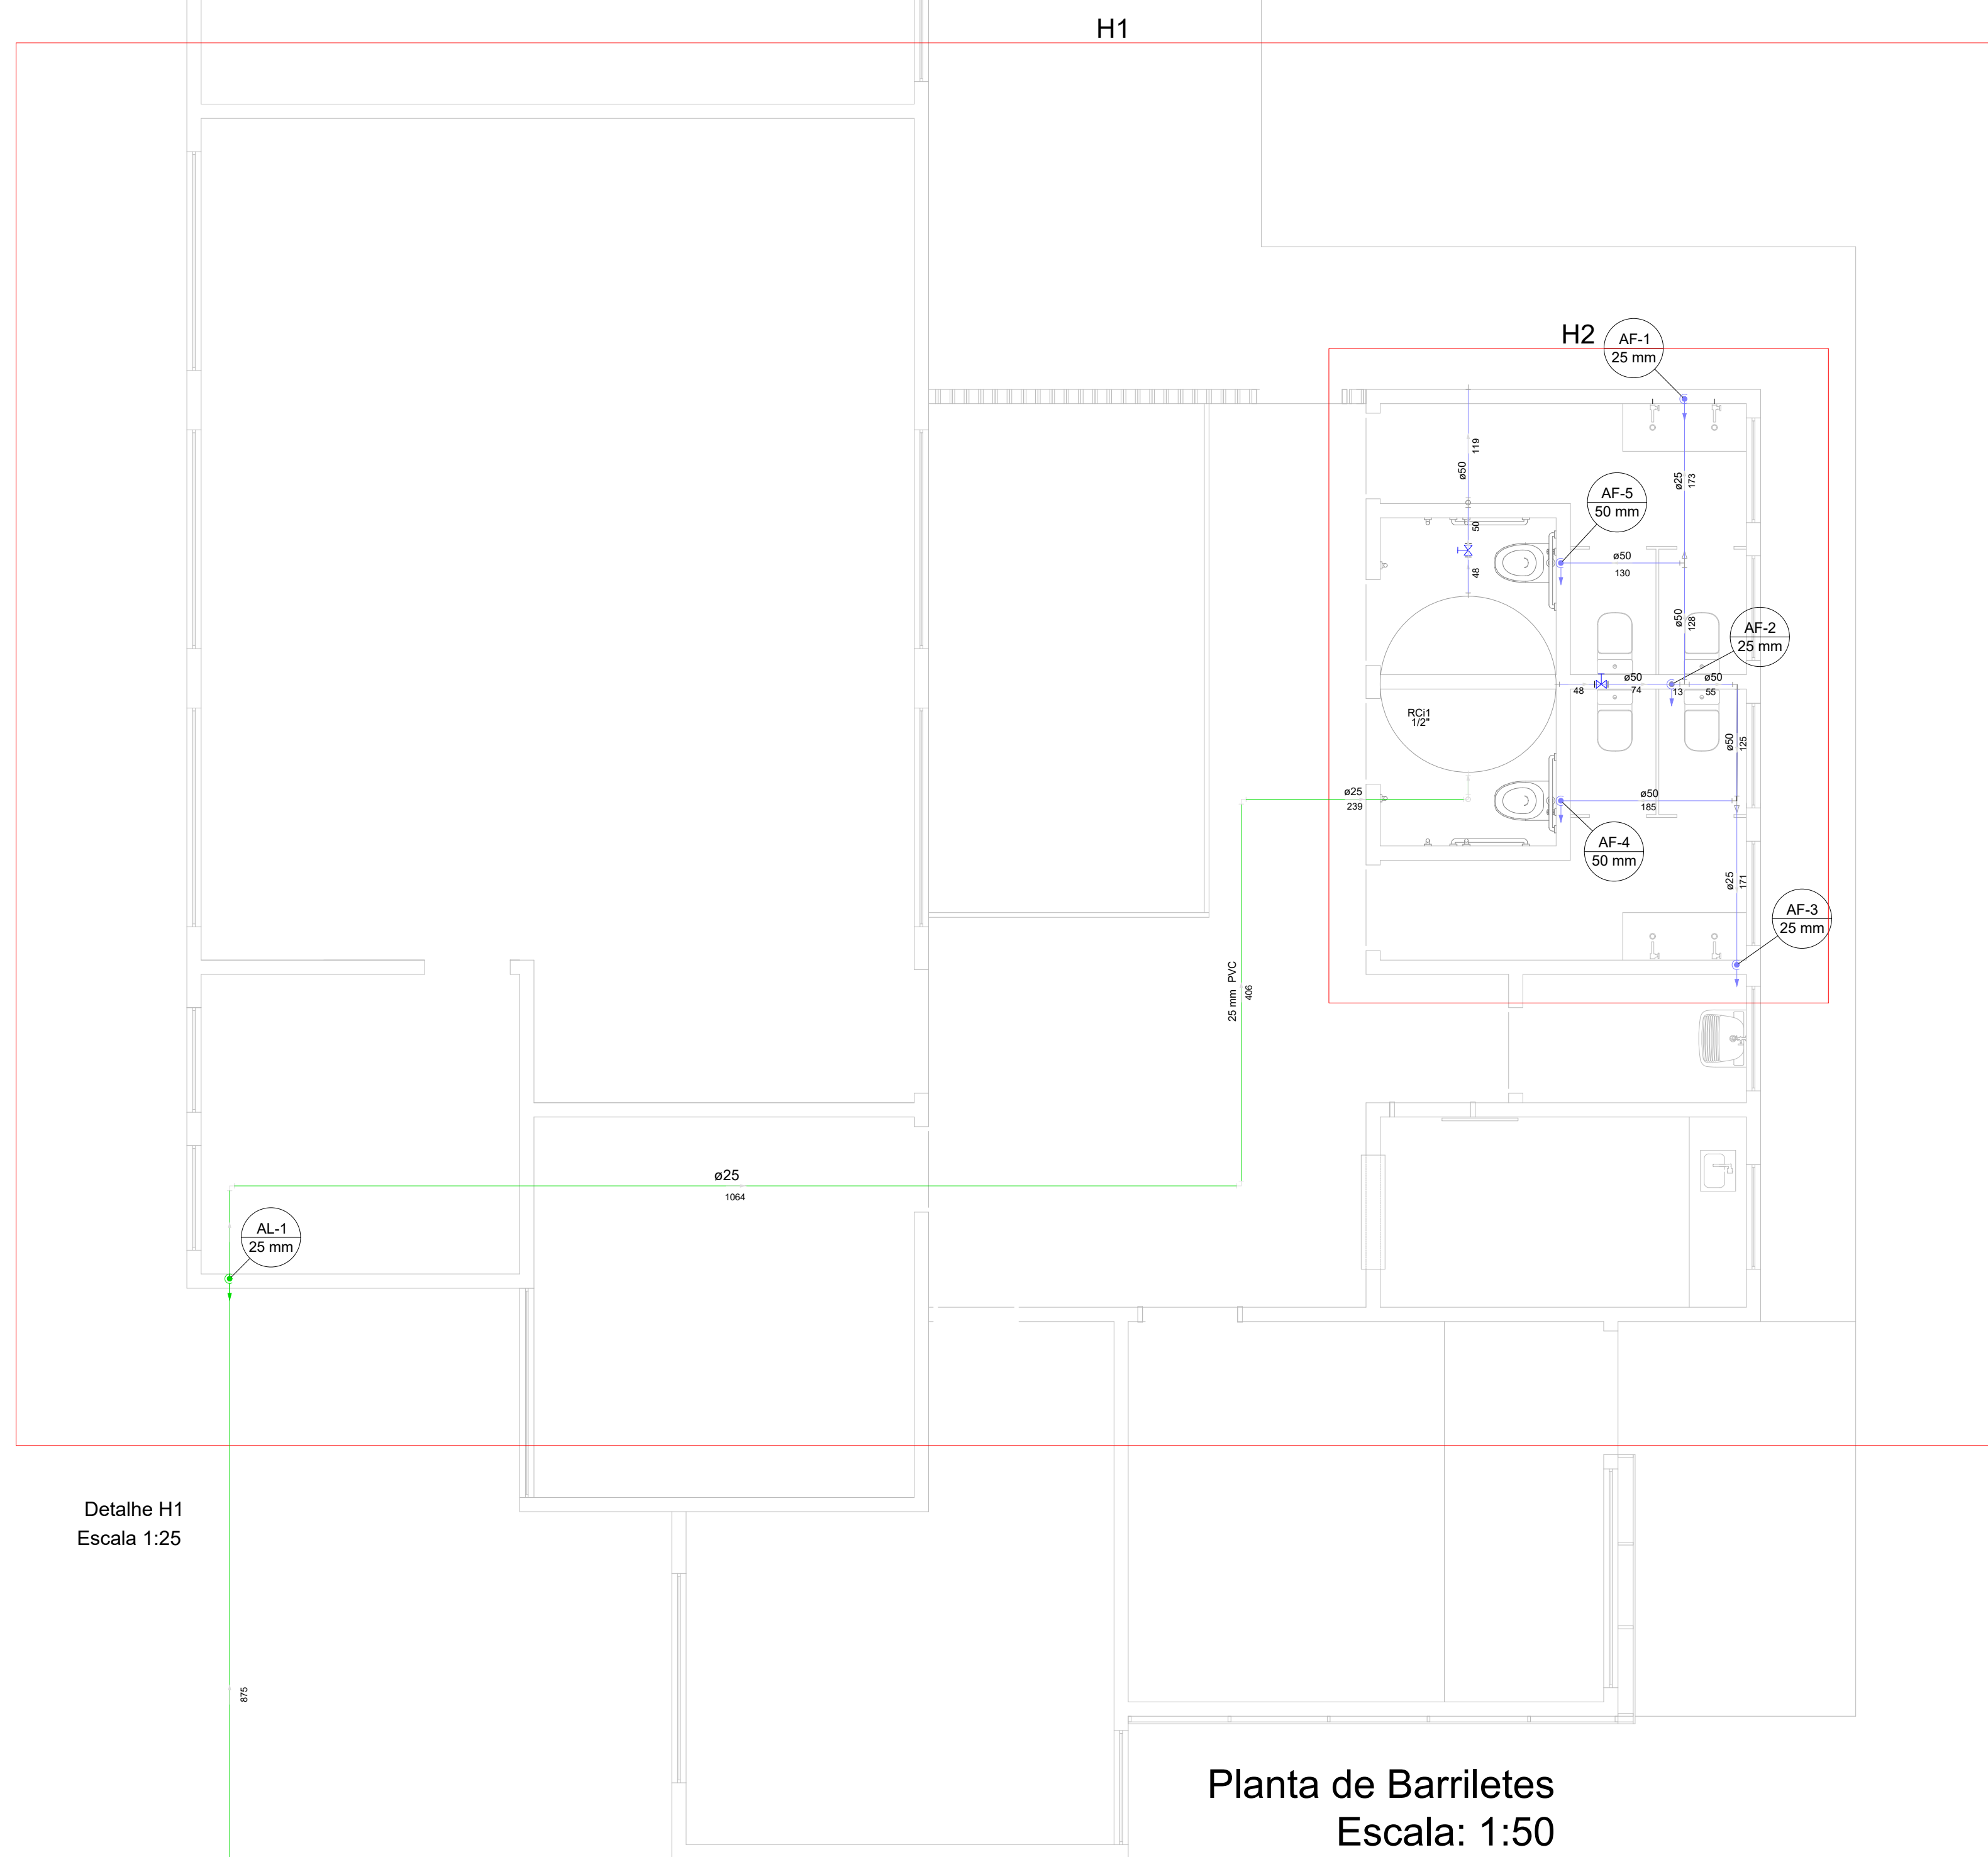 H1
H2
AF-1
25 mm
119
ø50
ø25
173
AF-5
50 mm
50
ø50
130
48
ø50
128
AF-2
25 mm
ø50
ø50
48
74
13
55
RCi1
1/2"
ø50
125
ø25
239
ø50
185
AF-4
50 mm
ø25
171
AF-3
25 mm
25 mm PVC
406
ø25
1064
AL-1
25 mm
Detalhe H1
Escala 1:25
875
Planta de Barriletes
Escala: 1:50